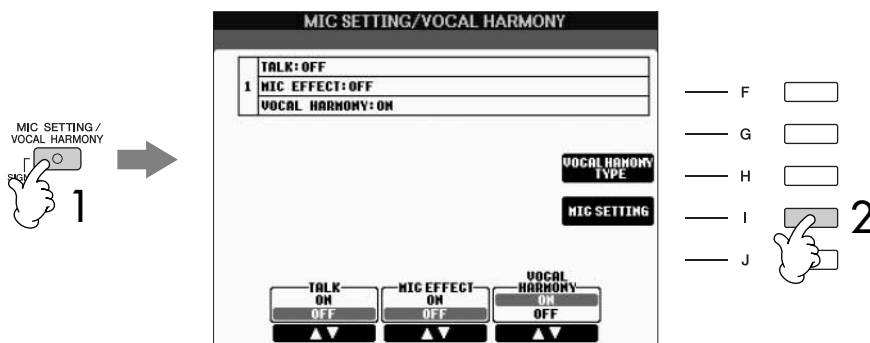 MIC SETTING/VOCAL HARMONY
TALK:OFF
1 MIC EFFECT:OFF
VOCAL HARMONY:ON
MIC SETTING /
VOCAL HARMONY
1
VOCAL HAMONY
TYPE
MIC SETTING
F
G
H
I
J
2
TALK
ON
OFF
MIC EFFECT
ON
OFF
VOCAL
HARMONY
ON
OFF